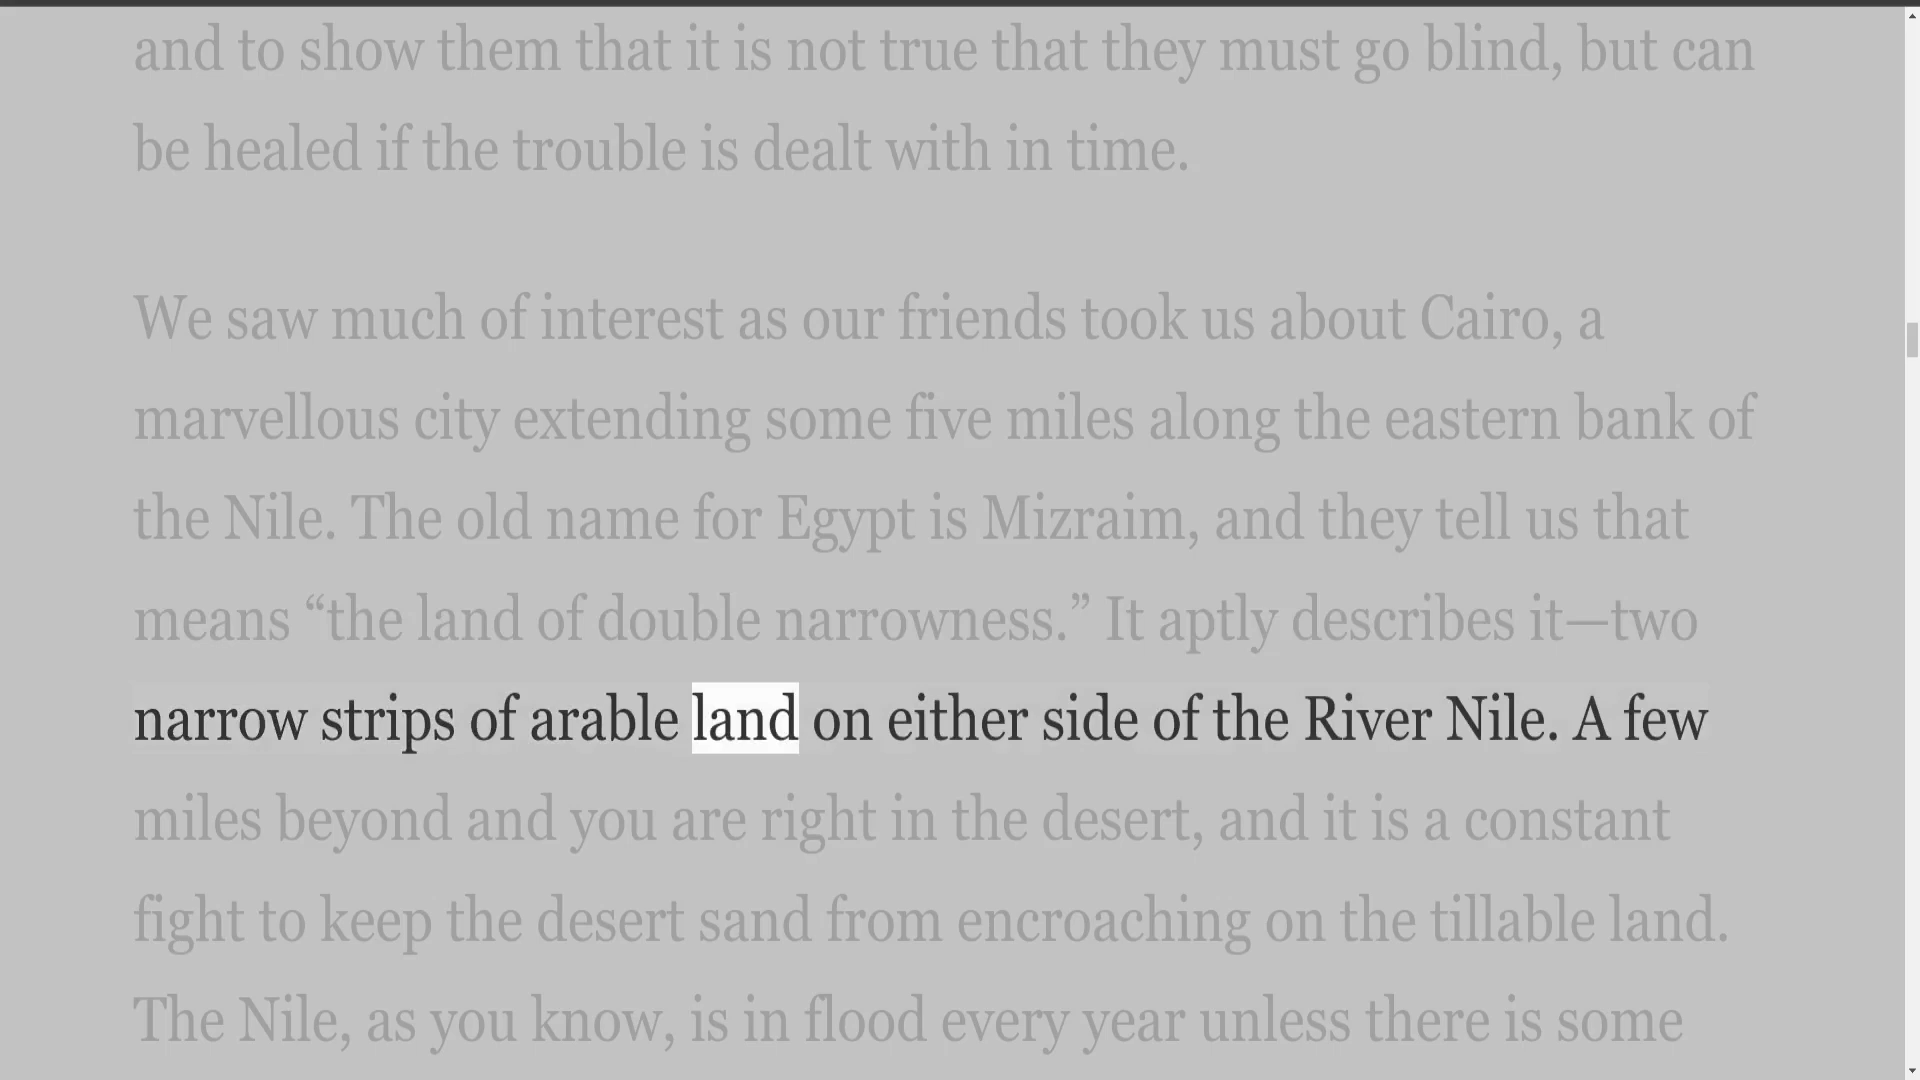 and to show them that it is not true that they must go blind, but can
be healed if the trouble is dealt with in time.
We saw much of interest as our friends took us about Cairo, a
marvellous city extending some five miles along the eastern bank of
the Nile. The old name for Egypt is Mizraim, and they tell us that
means “the land of double narrowness.” It aptly describes it—two
narrow strips of arable land on either side of the River Nile. A few
miles beyond and you are right in the desert, and it is a constant
fight to keep the desert sand from encroaching on the tillable land.
The Nile, as you know, is in flood every year unless there is some